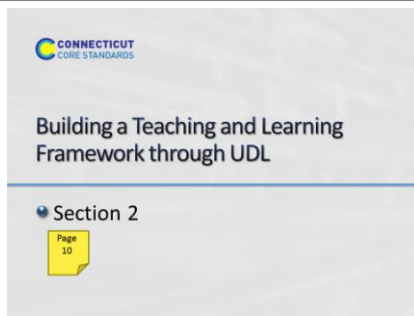 CONNECTICUT
CORE STANDARDS
Building a Teaching and Learning
Framework through UDL
Section 2
Page
10